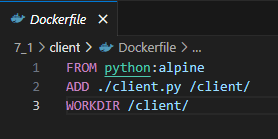 Dockerfile ×
7_1 > client > Dockerfile > ...
1 FROM python:alpine
2 ADD ./client.py /client/
3 WORKDIR /client/